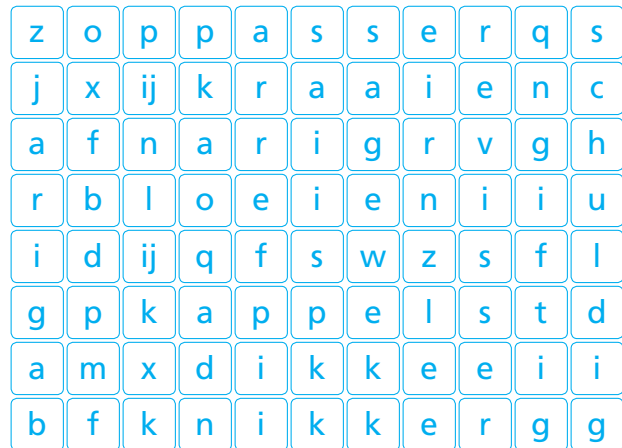 z o p p a s s e r q s
j x ij k r a a i e n c
a f n a r i g r v g h
r b l o e i e n i i u
i d ij q f s w z s f l
g p k a p p e l s t d
a m x d i k k e e i i
b f k n i k k e r g g